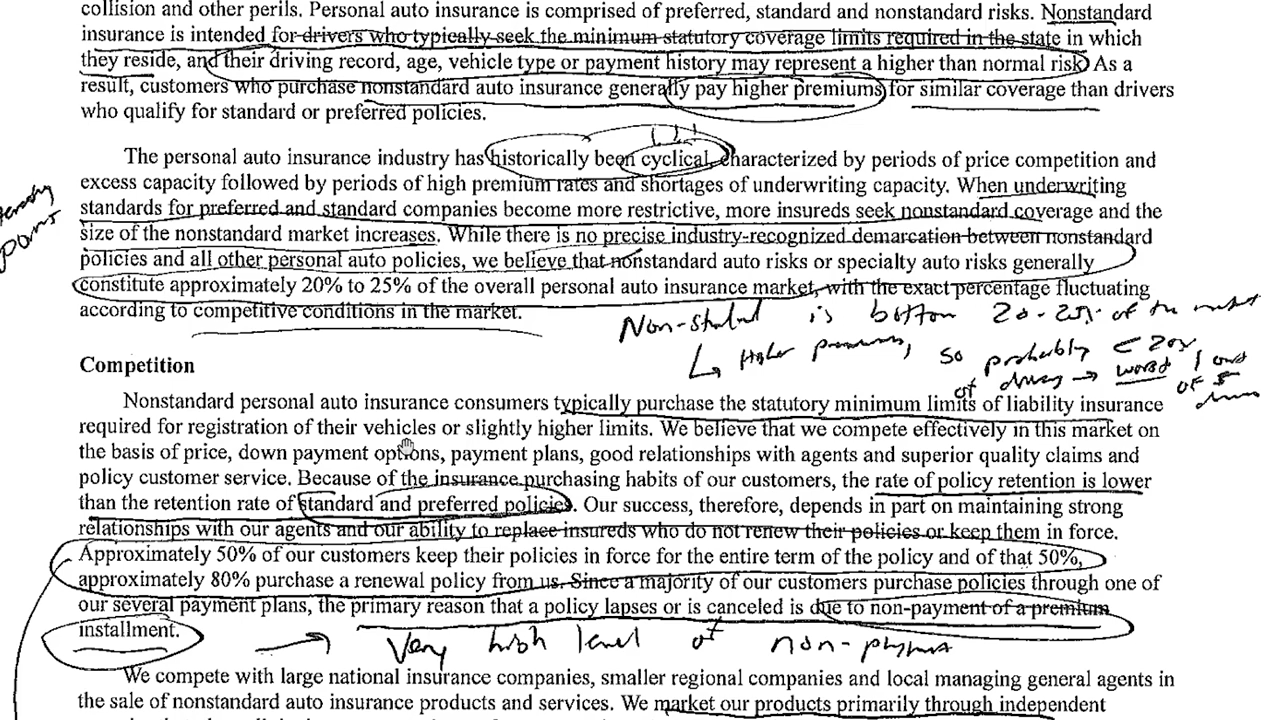 collision and other perils. Personal auto insurance is comprised of preferred, standard and nonstandard risks. Nonstandard
insurance is intended for drivers who typically seek the minimum statutory coverage limits required in the state in which
they reside, and their driving record, age, vehicle type or payment history may represent a higher than normal risk. As a
result, customers who purchase nonstandard auto insurance generally pay higher premiums for similar coverage than drivers
who qualify for standard or preferred policies.
The personal auto insurance industry has historically been cyclical, characterized by periods of price competition and
excess capacity followed by periods of high premium rates and shortages of underwriting capacity. When underwriting
standards for preferred and standard companies become more restrictive, more insureds seek nonstandard coverage and the
size of the nonstandard market increases. While there is no precise industry-recognized demarcation between nonstandard
policies and all other personal auto policies, we believe that nonstandard auto risks or specialty auto risks generally
constitute approximately 20% to 25% of the overall personal auto insurance market, with the exact percentage fluctuating
according to competitive conditions in the market.
Non-standard is bottom 20-25% of the market
↳ Higher premiums, so probably < 20%
of drivers → worst 1 out
of 5
drivers
Competition
Nonstandard personal auto insurance consumers typically purchase the statutory minimum limits of liability insurance
required for registration of their vehicles or slightly higher limits. We believe that we compete effectively in this market on
the basis of price, down payment options, payment plans, good relationships with agents and superior quality claims and
policy customer service. Because of the insurance purchasing habits of our customers, the rate of policy retention is lower
than the retention rate of standard and preferred policies. Our success, therefore, depends in part on maintaining strong
relationships with our agents and our ability to replace insureds who do not renew their policies or keep them in force.
Approximately 50% of our customers keep their policies in force for the entire term of the policy and of that 50%,
approximately 80% purchase a renewal policy from us. Since a majority of our customers purchase policies through one of
our several payment plans, the primary reason that a policy lapses or is canceled is due to non-payment of a premium
installment.
→ Very high level of non-payment
We compete with large national insurance companies, smaller regional companies and local managing general agents in
the sale of nonstandard auto insurance products and services. We market our products primarily through independent